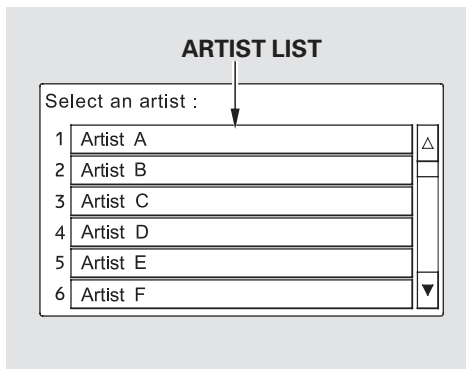 ARTIST LIST
Select an artist :
1 Artist A
2 Artist B
3 Artist C
4 Artist D
5 Artist E
6 Artist F